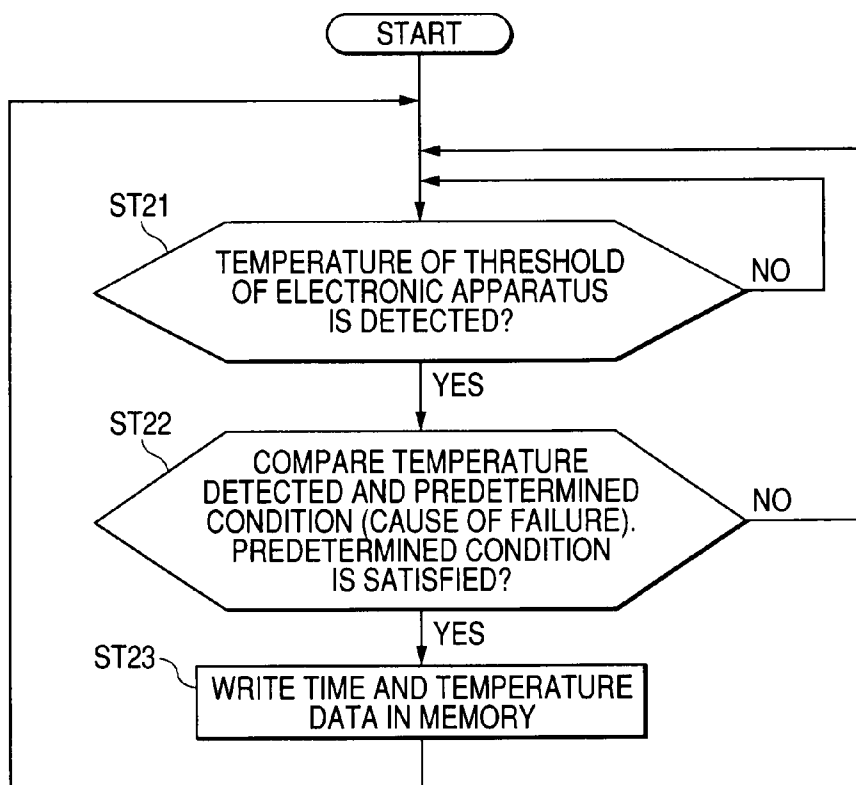 START
ST21
TEMPERATURE OF THRESHOLD
OF ELECTRONIC APPARATUS
IS DETECTED?
NO
YES
ST22
COMPARE TEMPERATURE
DETECTED AND PREDETERMINED
CONDITION (CAUSE OF FAILURE).
PREDETERMINED CONDITION
IS SATISFIED?
NO
YES
ST23
WRITE TIME AND TEMPERATURE
DATA IN MEMORY